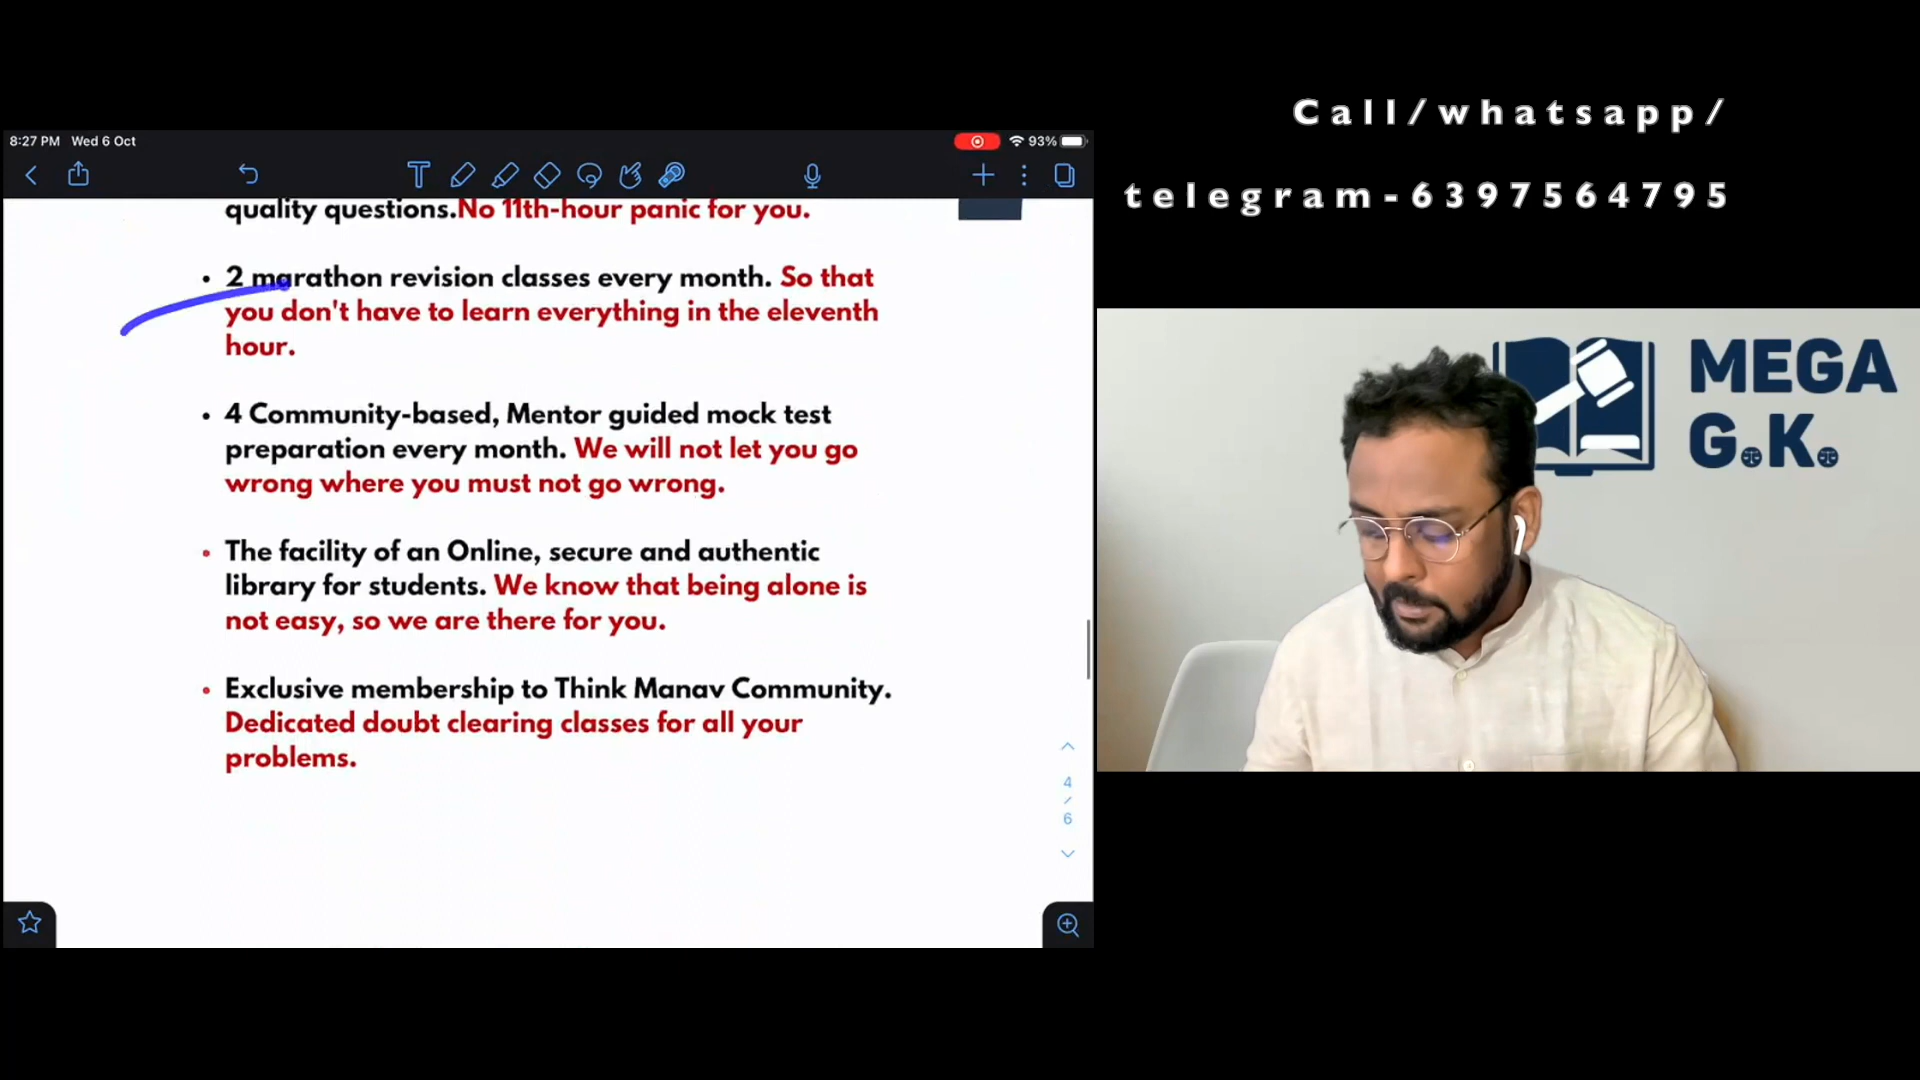 Call/whatsapp/
telegram-6397564795
8:27 PM Wed 6 Oct
93%
quality questions.No 11th-hour panic for you.
• 2 marathon revision classes every month. So that
you don't have to learn everything in the eleventh
hour.
• 4 Community-based, Mentor guided mock test
preparation every month. We will not let you go
wrong where you must not go wrong.
• The facility of an Online, secure and authentic
library for students. We know that being alone is
not easy, so we are there for you.
• Exclusive membership to Think Manav Community.
Dedicated doubt clearing classes for all your
problems.
4
/
6
MEGA
G.K.